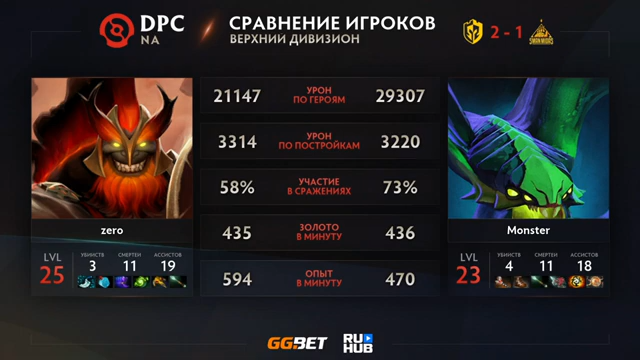 DPC
NA
СРАВНЕНИЕ ИГРОКОВ
ВЕРХНИЙ ДИВИЗИОН
2 - 1
21147
УРОН
ПО ГЕРОЯМ
29307
3314
УРОН
ПО ПОСТРОЙКАМ
3220
58%
УЧАСТИЕ
В СРАЖЕНИЯХ
73%
435
ЗОЛОТО
В МИНУТУ
436
594
ОПЫТ
В МИНУТУ
470
zero
LVL
25
УБИЙСТВ
3
СМЕРТЕЙ
11
АССИСТОВ
19
Monster
LVL
23
УБИЙСТВ
4
СМЕРТЕЙ
11
АССИСТОВ
18
GG.BET
RU
HUB